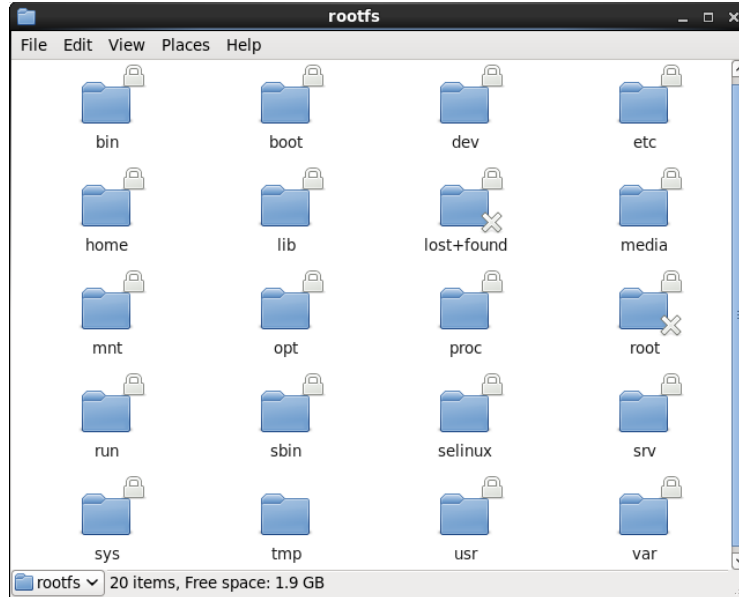 rootfs
File Edit View Places Help
bin boot dev etc
home lib lost+found media
mnt opt proc root
run sbin selinux srv
sys tmp usr var
rootfs 20 items, Free space: 1.9 GB